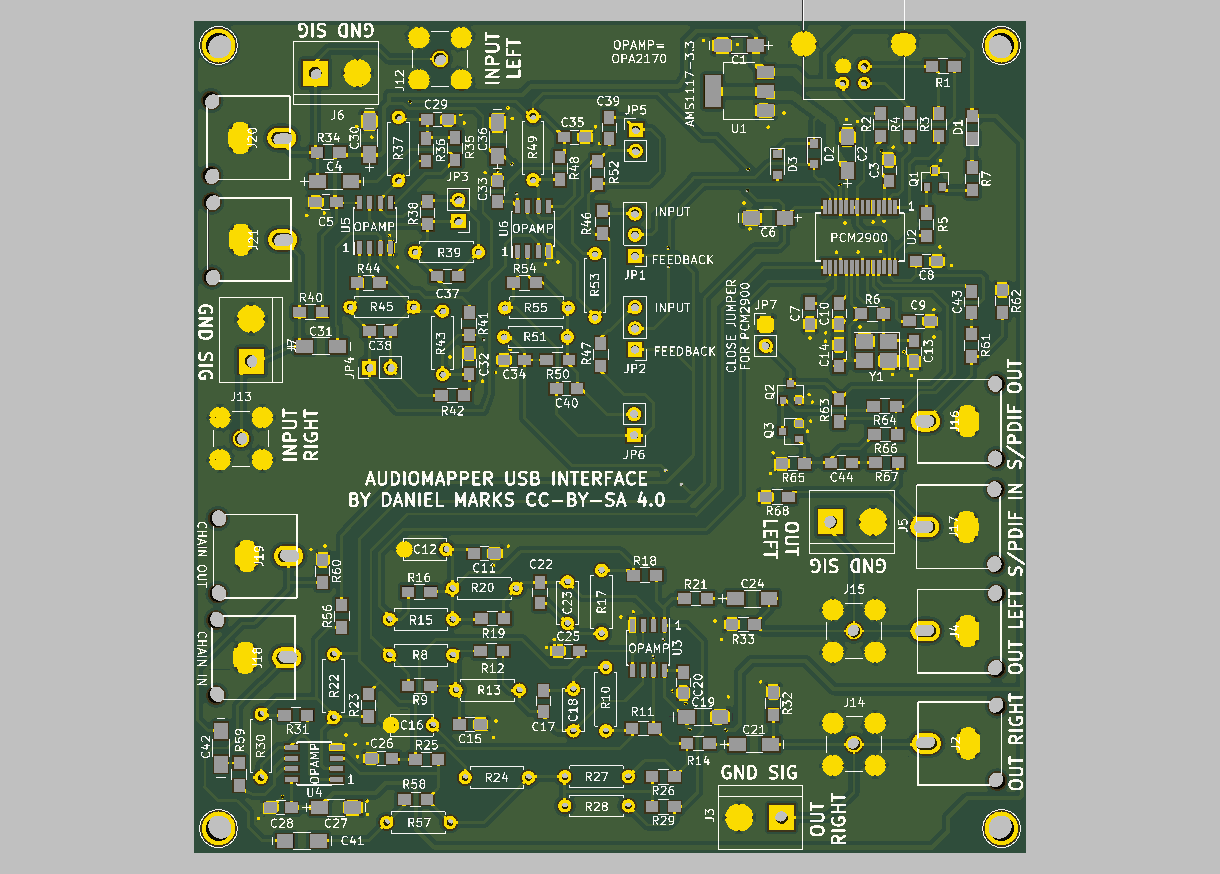 GND SIG
J6
J12
INPUT
LEFT
OPAMP=
OPA2170
AMS1117-3.3
C1
U1
R1
J20
R34
C4
C5
C30
R37
C29
R36
R35
C36
C33
R49
C35
C39
R48
R52
JP5
R2
R4
R3
D1
D3
D2
C2
C3
Q1
R7
J21
U5
OPAMP
1
R38
JP3
R39
U6
OPAMP
1
R46
INPUT
FEEDBACK
JP1
C6
PCM2900
1
U2
R5
C8
R44
C37
R54
R53
GND SIG
R40
C31
J7
R45
C38
R43
R41
C32
R55
R51
C34
R50
R47
C40
INPUT
FEEDBACK
JP2
CLOSE JUMPER
FOR PCM2900
JP7
C7
C10
R6
C9
C43
R62
C14
C13
R61
Y1
JP4
R42
J13
INPUT
RIGHT
JP6
Q2
Q3
R63
R64
R66
R65
C44
R67
J16
S/PDIF OUT
AUDIOMAPPER USB INTERFACE
BY DANIEL MARKS CC-BY-SA 4.0
R68
OUT
LEFT
J5
GND SIG
J17
S/PDIF IN
CHAIN OUT
J19
R60
C12
C11
R16
R20
C22
C23
R17
R18
R21
C24
R33
J15
J4
OUT LEFT
R56
R15
R19
C25
OPAMP
1
U3
CHAIN IN
J18
R8
R12
R22
R23
R9
R13
C17
C18
R10
C20
C19
R11
R32
C21
R14
J14
J2
OUT RIGHT
C42
R59
R30
R31
OPAMP
1
U4
C16
C15
C26
R25
R24
R27
R26
R58
R57
R28
R29
C28
C27
C41
GND SIG
J3
OUT
RIGHT